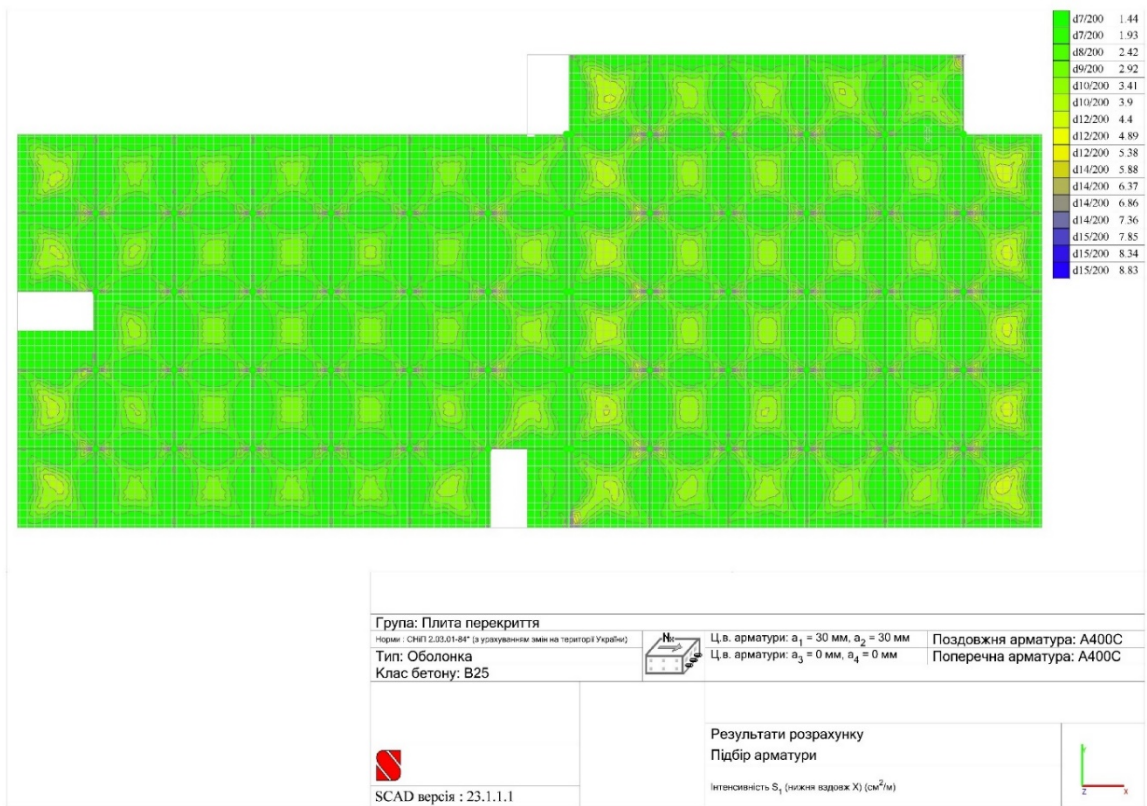 d7/200 1.44
d7/200 1.93
d8/200 2.42
d9/200 2.92
d10/200 3.41
d10/200 3.9
d12/200 4.4
d12/200 4.89
d12/200 5.38
d14/200 5.88
d14/200 6.37
d14/200 6.86
d14/200 7.36
d15/200 7.85
d15/200 8.34
d15/200 8.83
Група: Плита перекриття
Норми : СНіП 2.03.01-84* (з урахуванням змін на території України)
Тип: Оболонка
Клас бетону: B25
Nx
Ц.в. арматури: a₁ = 30 мм, a₂ = 30 мм
Ц.в. арматури: a₃ = 0 мм, a₄ = 0 мм
Поздовжня арматура: A400C
Поперечна арматура: A400C
SCAD версія : 23.1.1.1
Результати розрахунку
Підбір арматури
Інтенсивність S₁ (нижня вздовж X) (см²/м)
Y
Z X